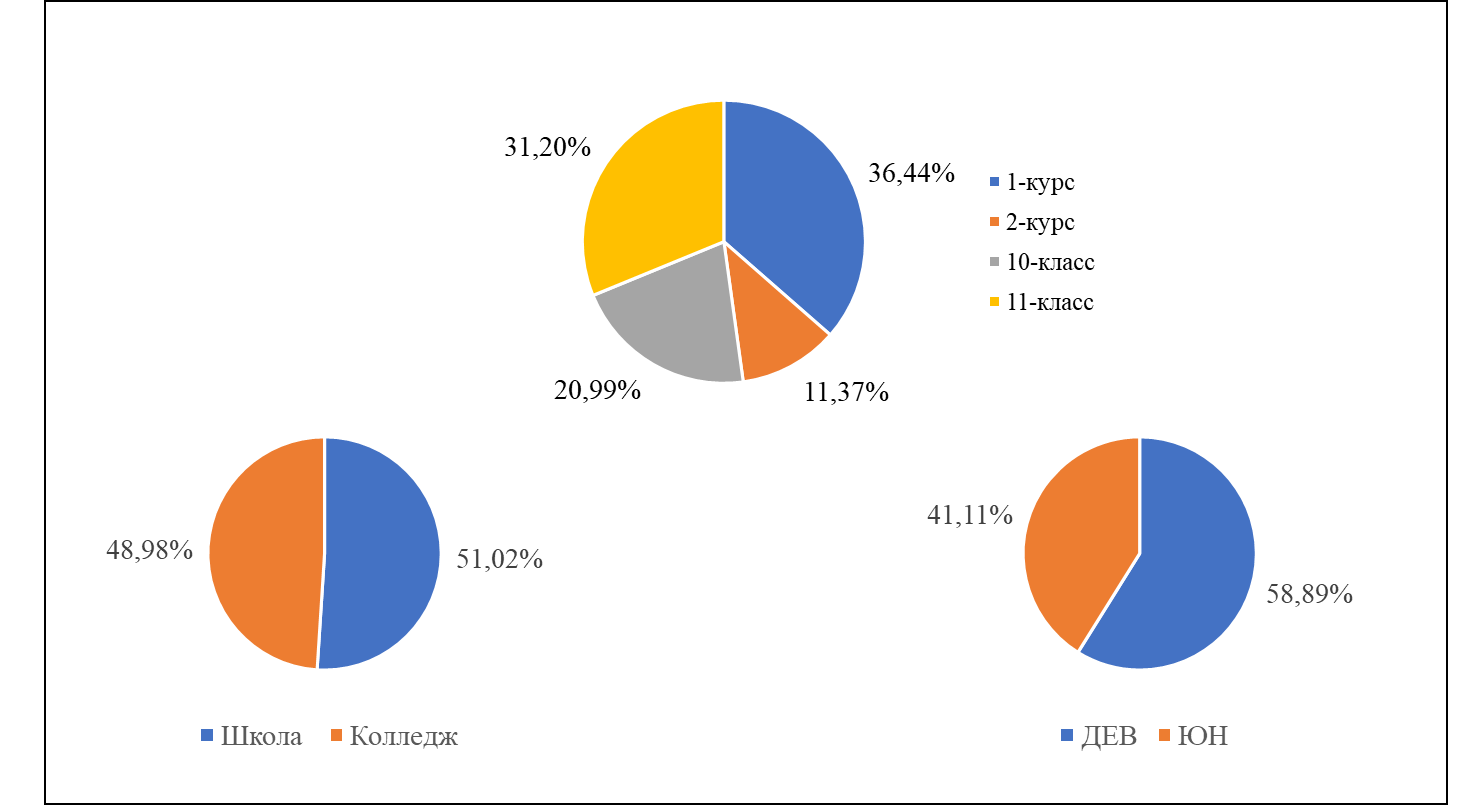 31,20%
36,44%
1-курс
2-курс
10-класс
11-класс
20,99%
11,37%
48,98%
51,02%
Школа Колледж
41,11%
58,89%
ДЕВ ЮН